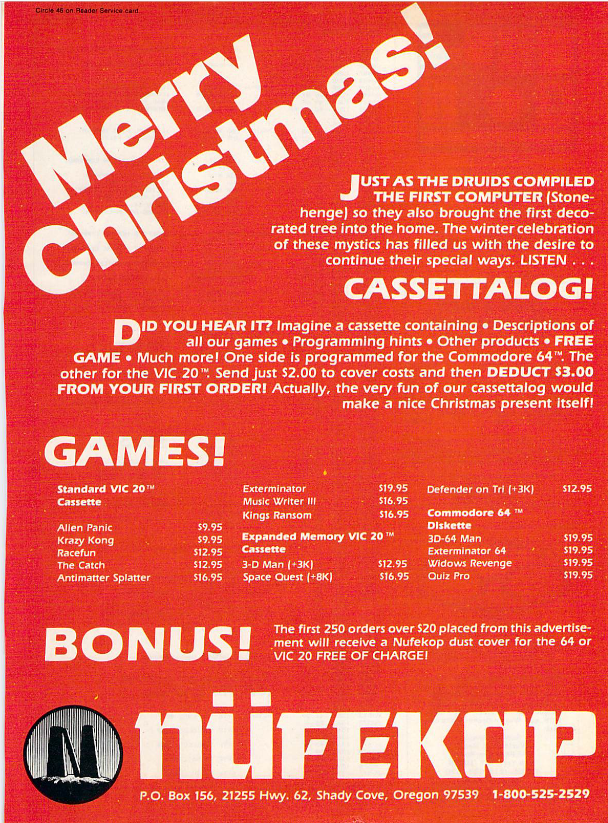 Circle 46 on Reader Service card.
Merry
Christmas!
JUST AS THE DRUIDS COMPILED
THE FIRST COMPUTER (Stone-
henge) so they also brought the first deco-
rated tree into the home. The winter celebration
of these mystics has filled us with the desire to
continue their special ways. LISTEN . . .
CASSETTALOG!
DID YOU HEAR IT? Imagine a cassette containing • Descriptions of
all our games • Programming hints • Other products • FREE
GAME • Much more! One side is programmed for the Commodore 64™. The
other for the VIC 20™. Send just $2.00 to cover costs and then DEDUCT $3.00
FROM YOUR FIRST ORDER! Actually, the very fun of our cassettalog would
make a nice Christmas present itself!
GAMES!
Standard VIC 20™
Cassette
Alien Panic $9.95
Krazy Kong $9.95
Racefun $12.95
The Catch $12.95
Antimatter Splatter $16.95
Exterminator $19.95
Music Writer III $16.95
Kings Ransom $16.95
Expanded Memory VIC 20™
Cassette
3-D Man (+3K) $12.95
Space Quest (+8K) $16.95
Defender on Tri (+3K) $12.95
Commodore 64 ™
Diskette
3D-64 Man $19.95
Exterminator 64 $19.95
Widows Revenge $19.95
Quiz Pro $19.95
BONUS!
The first 250 orders over $20 placed from this advertise-
ment will receive a Nufekop dust cover for the 64 or
VIC 20 FREE OF CHARGE!
N
NÜFEKOP
P.O. Box 156, 21255 Hwy. 62, Shady Cove, Oregon 97539 1-800-525-2529